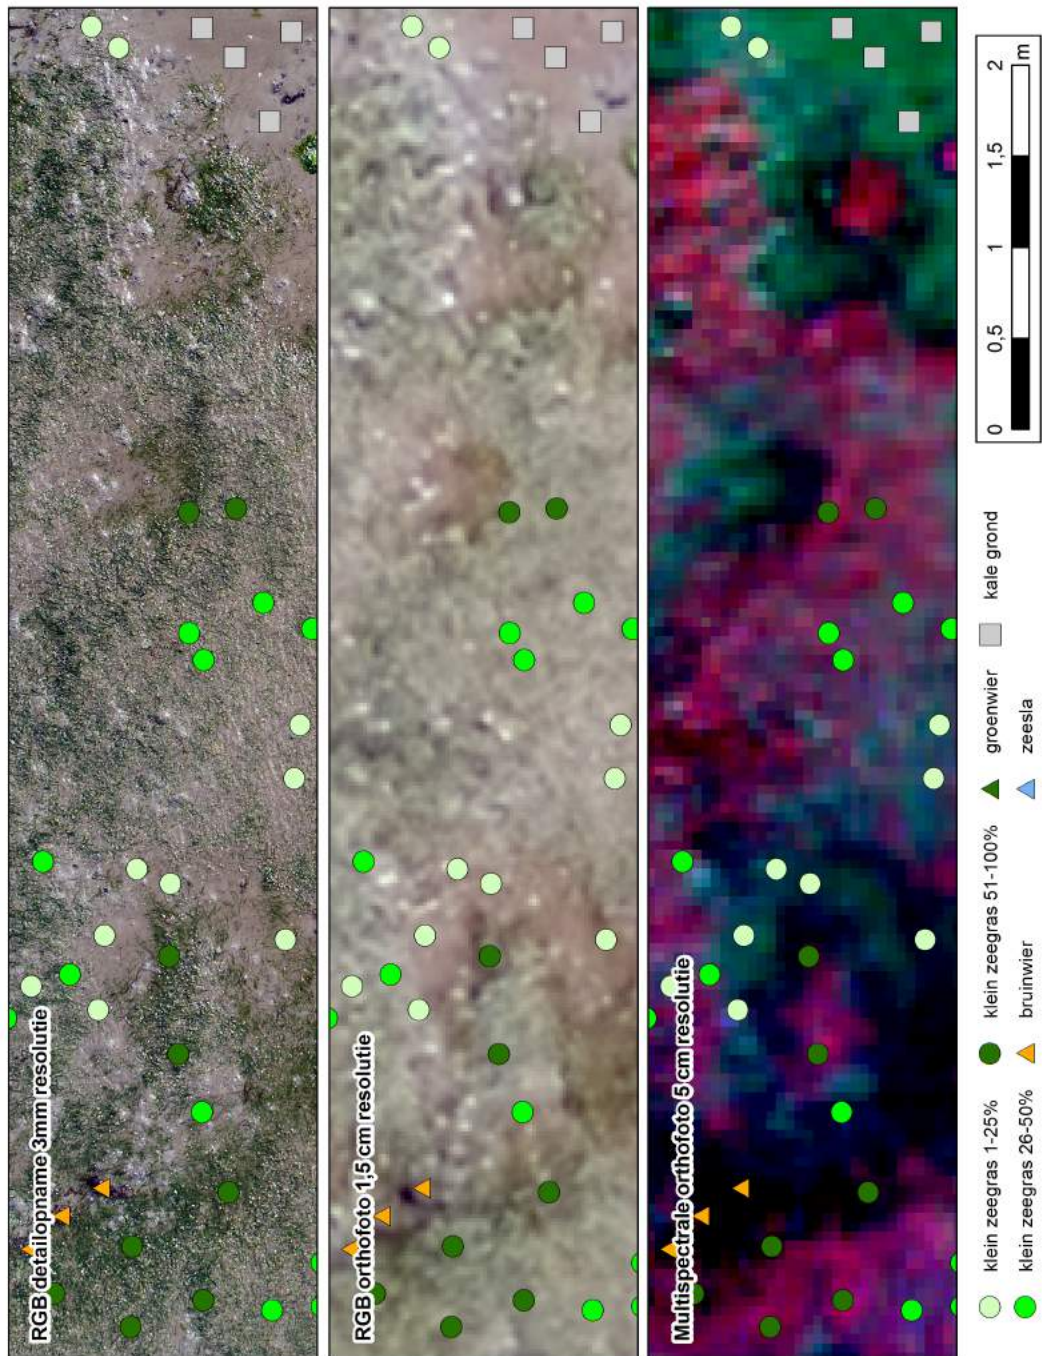 RGB detailopname 3mm resolutie
RGB orthofoto 1,5 cm resolutie
Multispectrale orthofoto 5 cm resolutie
klein zeegras 1-25%
klein zeegras 26-50%
klein zeegras 51-100%
bruinwier
groenwier
zeesla
kale grond
0 0,5 1 1,5 2
m